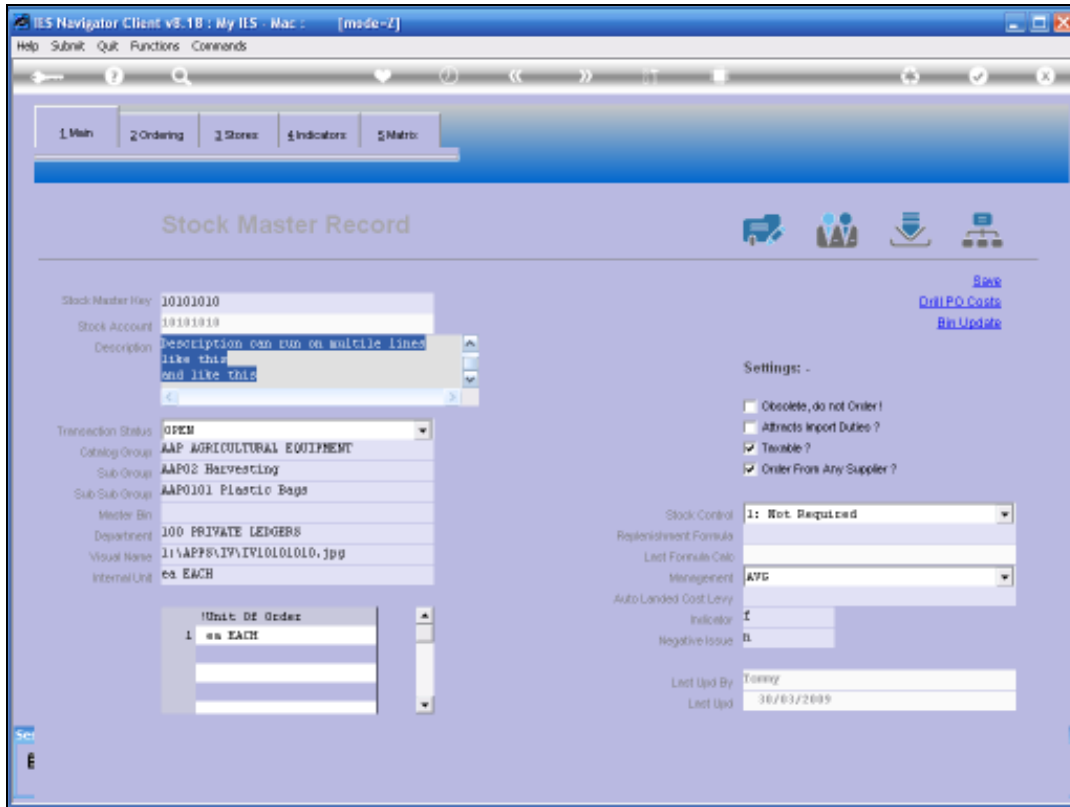 IES Navigator Client v8.18 : My IES - Mac : [mode=Z]
Help Submit Quit Functions Commands
1 Main 2 Ordering 3 Stores 4 Indicators 5 Matrix
Stock Master Record
Save
Drill PO Costs
Bin Update
Stock Master Key 10101010
Stock Account 10101010
Description Description can run on multile lines
like this
and like this
Transaction Status OPEN
Catalog Group AAP AGRICULTURAL EQUIPMENT
Sub Group AAP02 Harvesting
Sub Sub Group AAP0101 Plastic Bags
Master Bin
Department 100 PRIVATE LEDGERS
Visual Name l:\APPS\IV\IV10101010.jpg
Internal Unit ea EACH
!Unit Of Order
1 ea EACH
Settings: -
Obsolete, do not Order !
Attracts Import Duties ?
Taxable ?
Order From Any Supplier ?
Stock Control 1: Not Required
Replenishment Formula
Last Formula Calc
Management AVG
Auto Landed Cost Levy
Indicator f
Negative Issue n
Last Upd By Tommy
Last Upd 30/03/2009